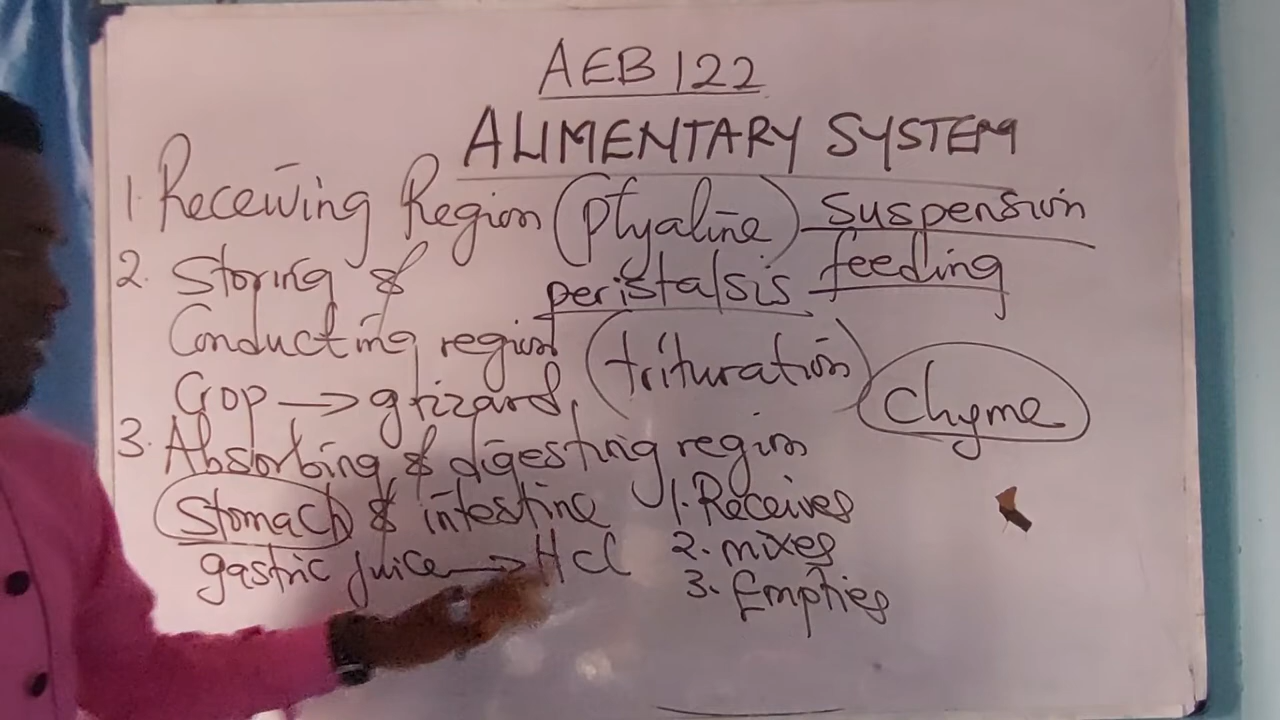 AEB 122
ALIMENTARY SYSTEM
1. Receiving Region (Ptyaline) suspension feeding
2. Storing & peristalsis
Conducting region (trituration)
Crop → gtizard, chyme
3. Absorbing & digesting region
Stomach & intestine 1. Receives
gastric juice → Hcl 2. mixes
3. Empties